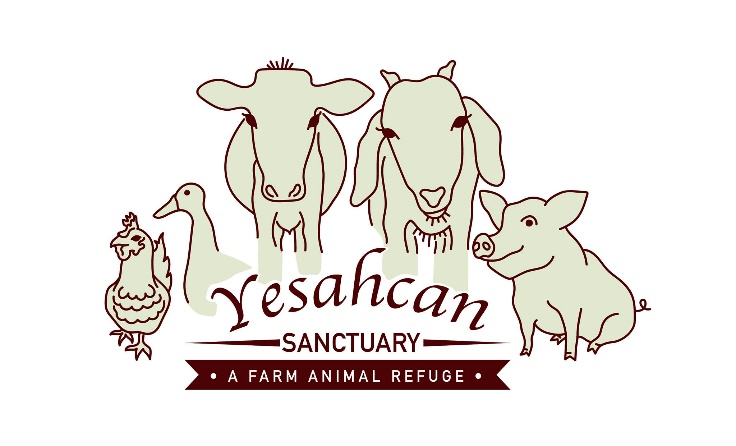 Yesahcan
SANCTUARY
• A FARM ANIMAL REFUGE •